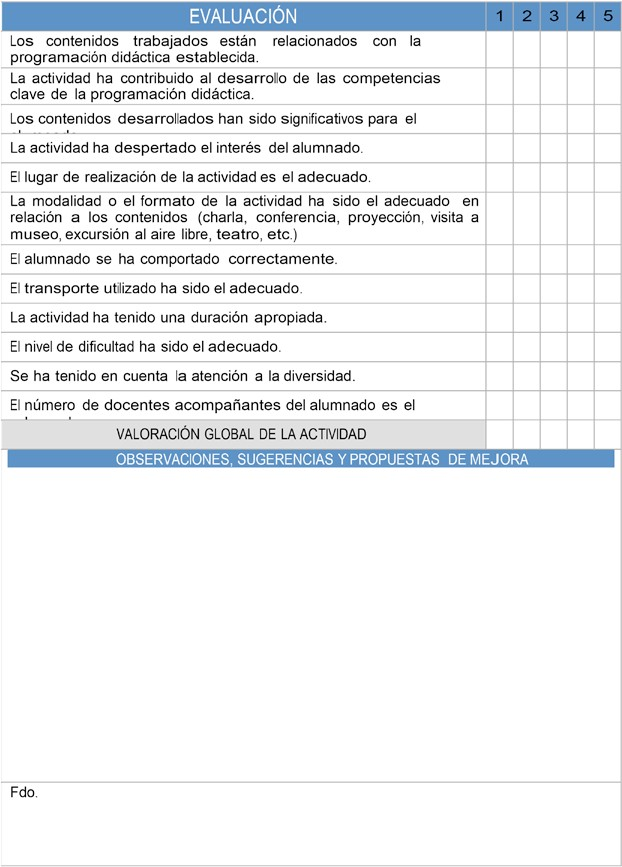 EVALUACIÓN 1 2 3 4 5
Los contenidos trabajados están relacionados con la
programación didáctica establecida.
La actividad ha contribuido al desarrollo de las competencias
clave de la programación didáctica.
Los contenidos desarrollados han sido significativos para el
La actividad ha despertado el interés del alumnado.
El lugar de realización de la actividad es el adecuado.
La modalidad o el formato de la actividad ha sido el adecuado en
relación a los contenidos (charla, conferencia, proyección, visita a
museo, excursión al aire libre, teatro, etc.)
El alumnado se ha comportado correctamente.
El transporte utilizado ha sido el adecuado.
La actividad ha tenido una duración apropiada.
El nivel de dificultad ha sido el adecuado.
Se ha tenido en cuenta la atención a la diversidad.
El número de docentes acompañantes del alumnado es el
VALORACIÓN GLOBAL DE LA ACTIVIDAD
OBSERVACIONES, SUGERENCIAS Y PROPUESTAS DE MEJORA
Fdo.